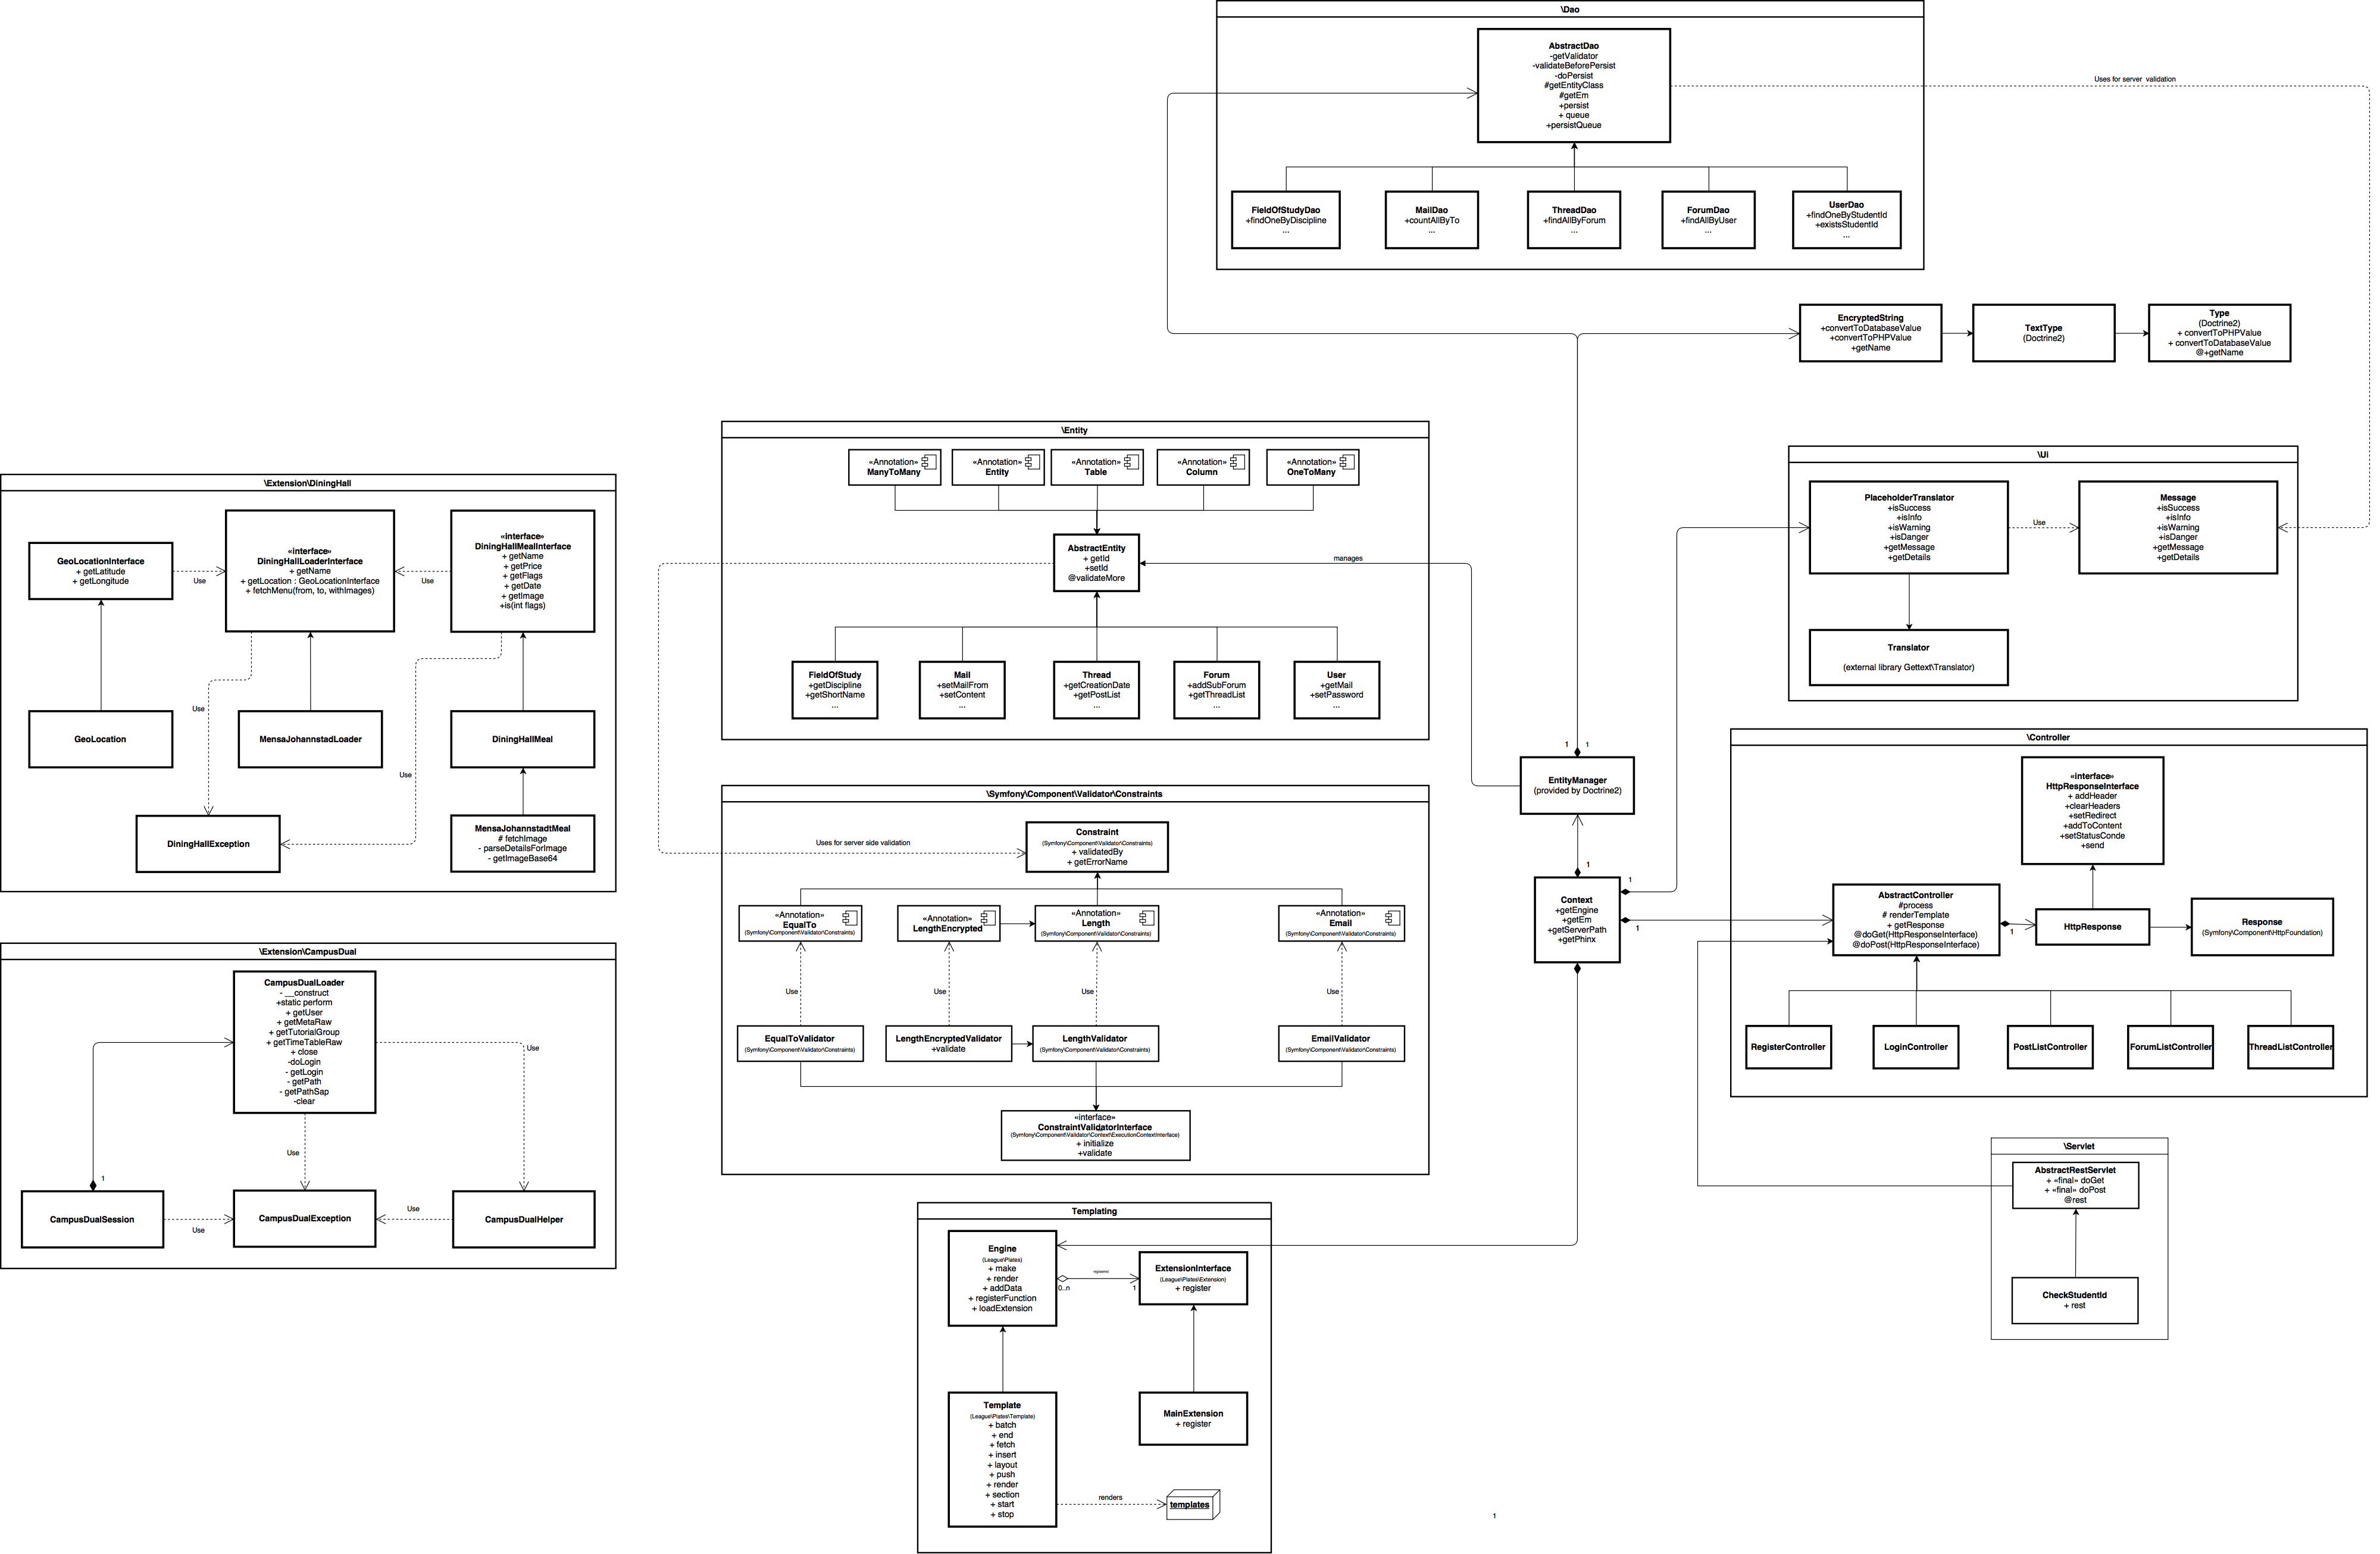 \Dao
AbstractDao
-getValidator
-validateBeforePersist
-doPersist
#getEntityClass
#getEm
+persist
+ queue
+persistQueue
Uses for server  validation
FieldOfStudyDao
+findOneByDiscipline
...
MailDao
+countAllByTo
...
ThreadDao
+findAllByForum
...
ForumDao
+findAllByUser
...
UserDao
+findOneByStudentId
+existsStudentId
...
EncryptedString
+convertToDatabaseValue
+convertToPHPValue
+getName
TextType
(Doctrine2)
Type
(Doctrine2)
+ convertToPHPValue
+ convertToDatabaseValue
@+getName
\Entity
«Annotation»
ManyToMany
«Annotation»
Entity
«Annotation»
Table
«Annotation»
Column
«Annotation»
OneToMany
AbstractEntity
+ getId
+setId
@validateMore
manages
FieldOfStudy
+getDiscipline
+getShortName
...
Mail
+setMailFrom
+setContent
...
Thread
+getCreationDate
+getPostList
...
Forum
+addSubForum
+getThreadList
...
User
+getMail
+setPassword
...
\Ui
PlaceholderTranslator
+isSuccess
+isInfo
+isWarning
+isDanger
+getMessage
+getDetails
Use
Message
+isSuccess
+isInfo
+isWarning
+isDanger
+getMessage
+getDetails
Translator
(external library Gettext\Translator)
\Extension\DiningHall
GeoLocationInterface
+ getLatitude
+ getLongitude
Use
«interface»
DiningHallLoaderInterface
+ getName
+ getLocation : GeoLocationInterface
+ fetchMenu(from, to, withImages)
Use
«interface»
DiningHallMealInterface
+ getName
+ getPrice
+ getFlags
+ getDate
+ getImage
+is(int flags)
Use
Use
GeoLocation
MensaJohannstadLoader
DiningHallMeal
DiningHallException
MensaJohannstadtMeal
# fetchImage
- parseDetailsForImage
- getImageBase64
\Symfony\Component\Validator\Constraints
Uses for server side validation
Constraint
(Symfony\Component\Validator\Constraints)
+ validatedBy
+ getErrorName
«Annotation»
EqualTo
(Symfony\Component\Validator\Constraints)
«Annotation»
LengthEncrypted
«Annotation»
Length
(Symfony\Component\Validator\Constraints)
«Annotation»
Email
(Symfony\Component\Validator\Constraints)
Use
Use
Use
Use
EqualToValidator
(Symfony\Component\Validator\Constraints)
LengthEncryptedValidator
+validate
LengthValidator
(Symfony\Component\Validator\Constraints)
EmailValidator
(Symfony\Component\Validator\Constraints)
«interface»
ConstraintValidatorInterface
(Symfony\Component\Validator\Context\ExecutionContextInterface)
+ initialize
+validate
1
1
EntityManager
(provided by Doctrine2)
1
1
Context
+getEngine
+getEm
+getServerPath
+getPhinx
1
\Controller
«interface»
HttpResponseInterface
+ addHeader
+clearHeaders
+setRedirect
+addToContent
+setStatusConde
+send
AbstractController
#process
# renderTemplate
+ getResponse
@doGet(HttpResponseInterface)
@doPost(HttpResponseInterface)
1
HttpResponse
Response
(Symfony\Component\HttpFoundation)
RegisterController
LoginController
PostListController
ForumListController
ThreadListController
\Extension\CampusDual
CampusDualLoader
- __construct
+static perform
+ getUser
+ getMetaRaw
+ getTutorialGroup
+ getTimeTableRaw
+ close
-doLogin
- getLogin
- getPath
- getPathSap
-clear
Use
Use
1
CampusDualSession
Use
CampusDualException
Use
CampusDualHelper
\Servlet
AbstractRestServlet
+ «final» doGet
+ «final» doPost
@rest
CheckStudentId
+ rest
Templating
Engine
(League\Plates)
+ make
+ render
+ addData
+ registerFunction
+ loadExtension
registered
0..n
1
ExtensionInterface
(League\Plates\Extension)
+ register
Template
(League\Plates\Template)
+ batch
+ end
+ fetch
+ insert
+ layout
+ push
+ render
+ section
+ start
+ stop
MainExtension
+ register
renders
templates
1